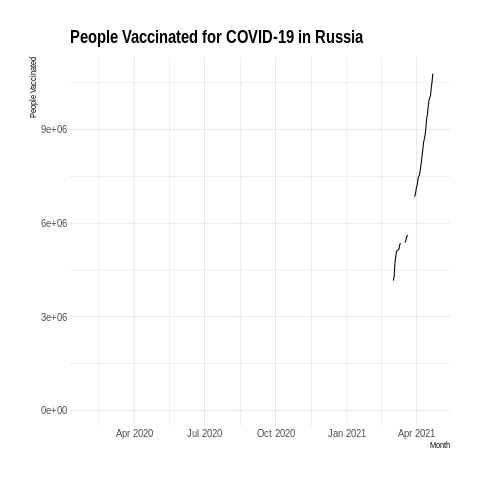 People Vaccinated for COVID-19 in Russia
People Vaccinated
9e+06
6e+06
3e+06
0e+00
Apr 2020 Jul 2020 Oct 2020 Jan 2021 Apr 2021
Month